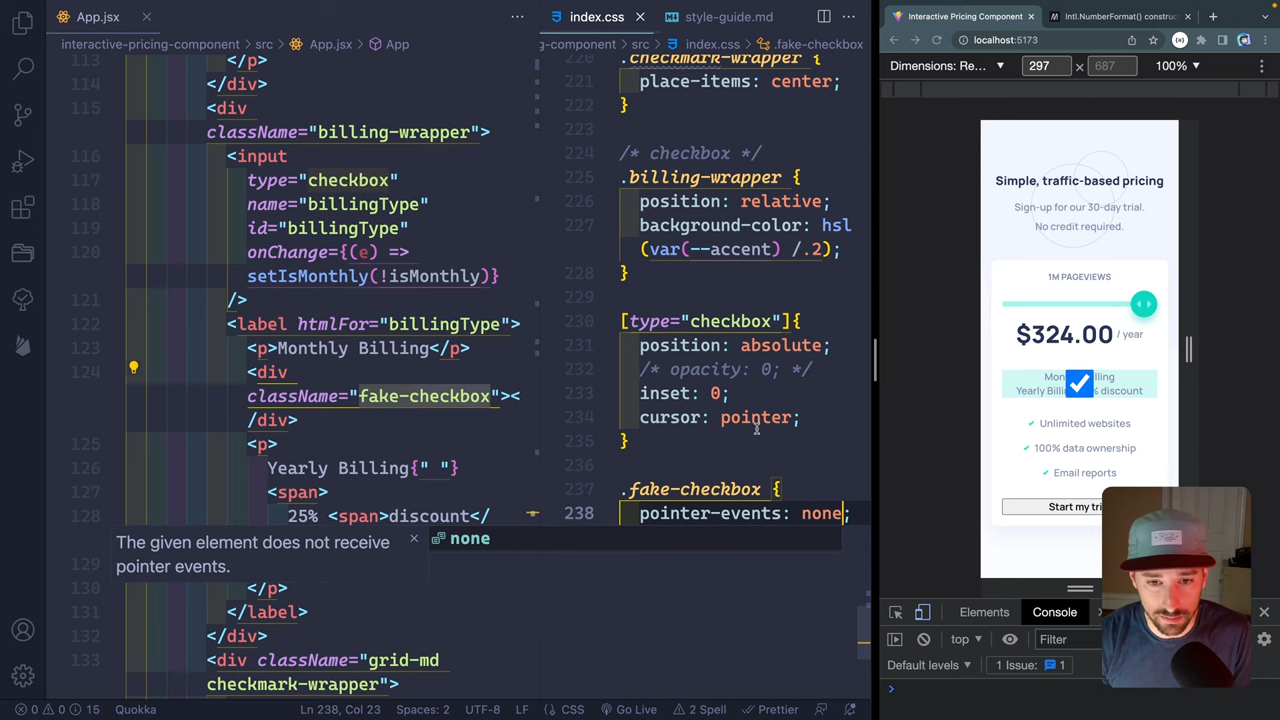 App.jsx
index.css
style-guide.md
Interactive Pricing Component
Intl.NumberFormat() construct
localhost:5173
interactive-pricing-component > src > App.jsx > App
g-component > src > index.css > .fake-checkbox
Dimensions: Re... 297 × 687 100%
113 </p>
114 </div>
115 <div
className="billing-wrapper">
116 <input
117 type="checkbox"
118 name="billingType"
119 id="billingType"
120 onChange={(e) =>
setIsMonthly(!isMonthly)}
121 />
122 <label htmlFor="billingType">
123 <p>Monthly Billing</p>
124 <div
className="fake-checkbox"><
/div>
125 <p>
126 Yearly Billing{" "}
127 <span>
128 25% <span>discount</
129
130 </p>
131 </label>
132 </div>
133 <div className="grid-md
checkmark-wrapper">
The given element does not receive
pointer events.
220 .checkmark-wrapper {
221 place-items: center;
222 }
223
224 /* checkbox */
225 .billing-wrapper {
226 position: relative;
227 background-color: hsl
(var(--accent) /.2);
228 }
229
230 [type="checkbox"]{
231 position: absolute;
232 /* opacity: 0; */
233 inset: 0;
234 cursor: pointer;
235 }
236
237 .fake-checkbox {
238 pointer-events: none;
none
Simple, traffic-based pricing
Sign-up for our 30-day trial.
No credit required.
1M PAGEVIEWS
$324.00 / year
Unlimited websites
100% data ownership
Email reports
Elements
Console
top
Filter
Default levels
1 Issue: 1
0 0 15 Quokka
Ln 238, Col 23
Spaces: 2
UTF-8
LF
CSS
Go Live
2 Spell
Prettier